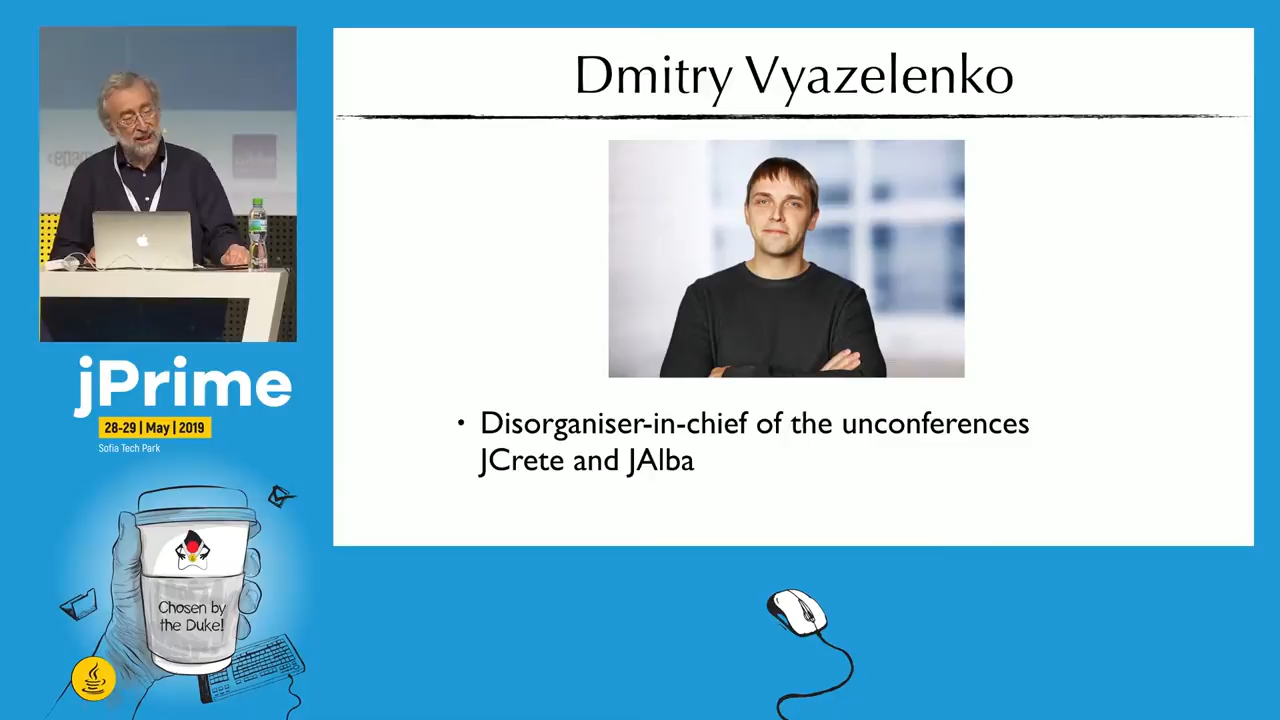 Dmitry Vyazelenko
<epam>
jPrime
28-29 | May | 2019
Sofia Tech Park
• Disorganiser-in-chief of the unconferences
JCrete and JAlba
Chosen by
the Duke!